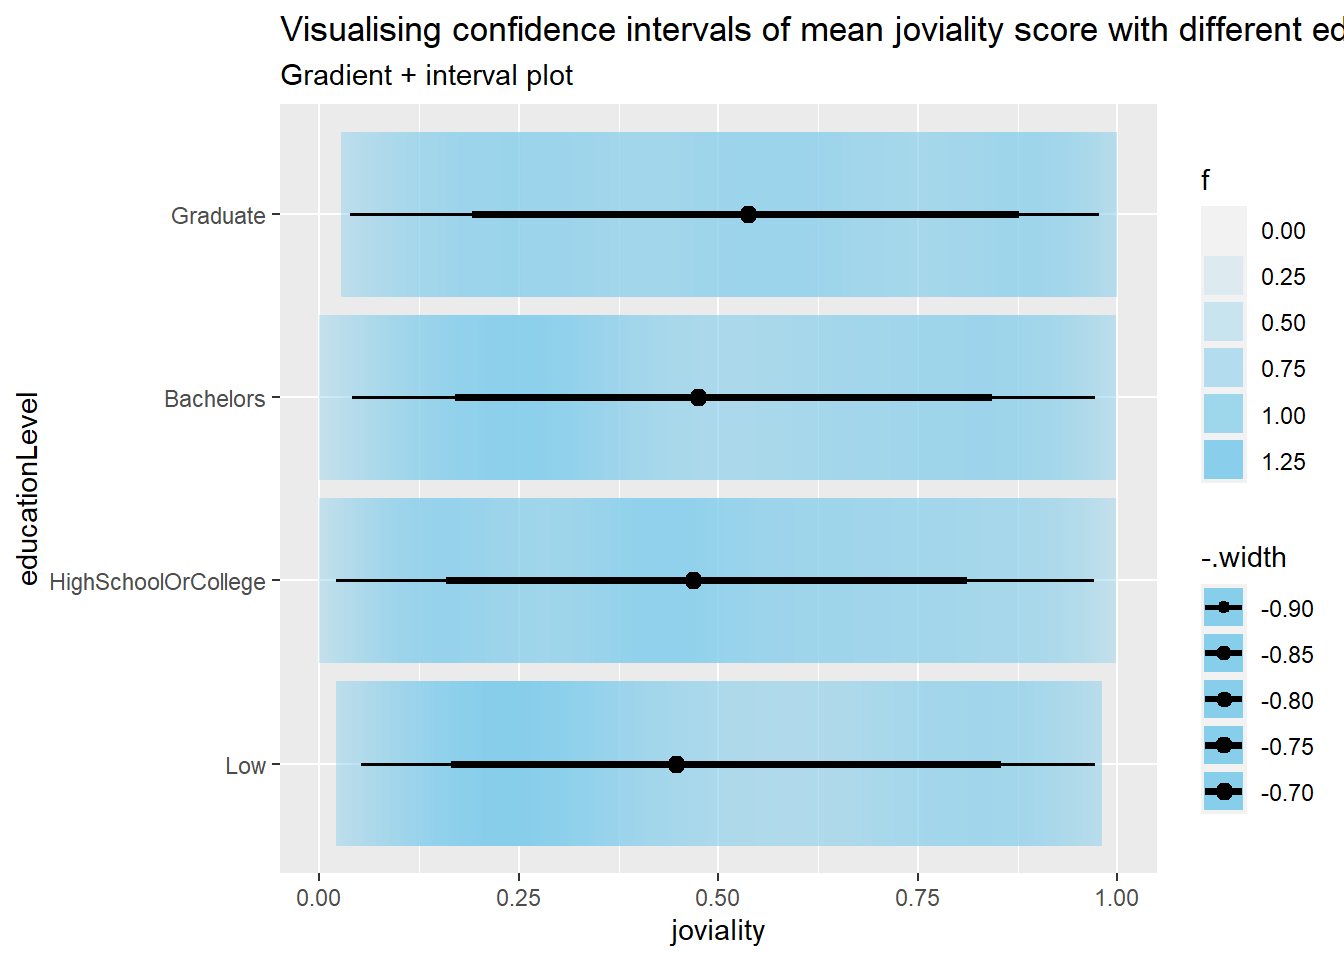 Visualising confidence intervals of mean joviality score with different ed
Gradient + interval plot
educationLevel
Graduate
Bachelors
HighSchoolOrCollege
Low
0.00
0.25
0.50
0.75
1.00
joviality
f
0.00
0.25
0.50
0.75
1.00
1.25
-.width
-0.90
-0.85
-0.80
-0.75
-0.70